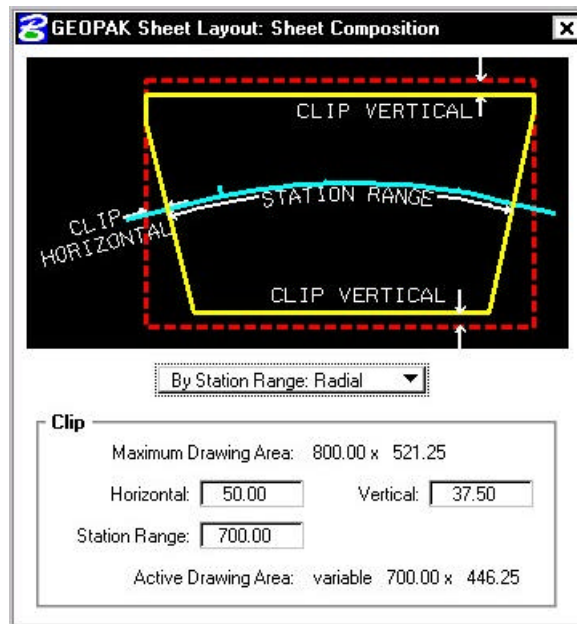 GEOPAK Sheet Layout: Sheet Composition
CLIP VERTICAL
STATION RANGE
CLIP
HORIZONTAL
CLIP VERTICAL
By Station Range: Radial
Clip
Maximum Drawing Area: 800.00 x 521.25
Horizontal: 50.00 Vertical: 37.50
Station Range: 700.00
Active Drawing Area: variable 700.00 x 446.25